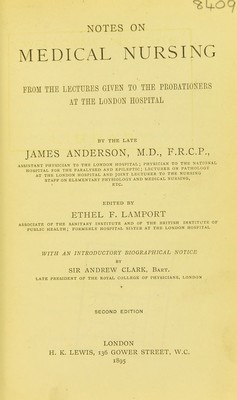 8409
NOTES ON
MEDICAL NURSING
FROM THE LECTURES GIVEN TO THE PROBATIONERS
AT THE LONDON HOSPITAL
BY THE LATE
JAMES ANDERSON, M.D., F.R.C.P.,
ASSISTANT PHYSICIAN TO THE LONDON HOSPITAL; PHYSICIAN TO THE NATIONAL
HOSPITAL FOR THE PARALYSED AND EPILEPTIC; LECTURER ON PATHOLOGY
AT THE LONDON HOSPITAL AND JOINT LECTURER TO THE NURSING
STAFF ON ELEMENTARY PHYSIOLOGY AND MEDICAL NURSING,
ETC.
EDITED BY
ETHEL F. LAMPORT
ASSOCIATE OF THE SANITARY INSTITUTE AND OF THE BRITISH INSTITUTE OF
PUBLIC HEALTH; FORMERLY HOSPITAL SISTER AT THE LONDON HOSPITAL
WITH AN INTRODUCTORY BIOGRAPHICAL NOTICE
BY
SIR ANDREW CLARK, BART.
LATE PRESIDENT OF THE ROYAL COLLEGE OF PHYSICIANS, LONDON
SECOND EDITION
LONDON
H. K. LEWIS, 136 GOWER STREET, W.C.
1895